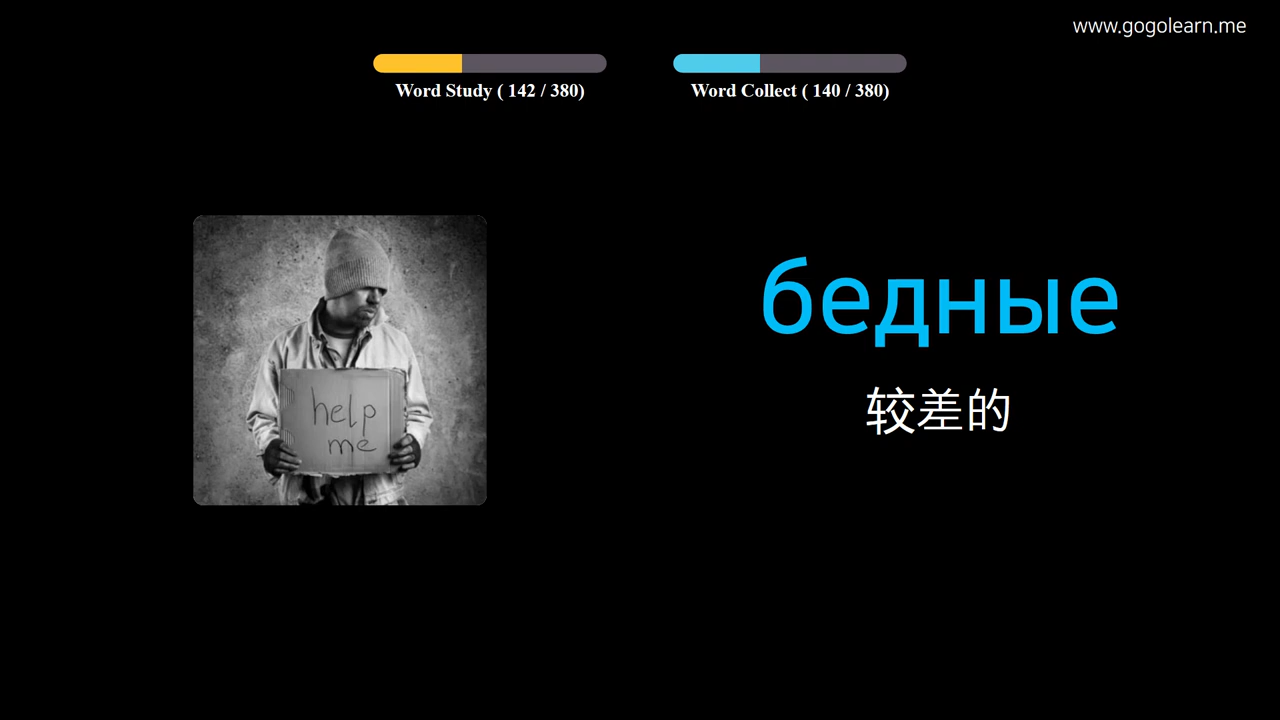 www.gogolearn.me
Word Study ( 142 / 380)
Word Collect ( 140 / 380)
help
me
бедные
较差的